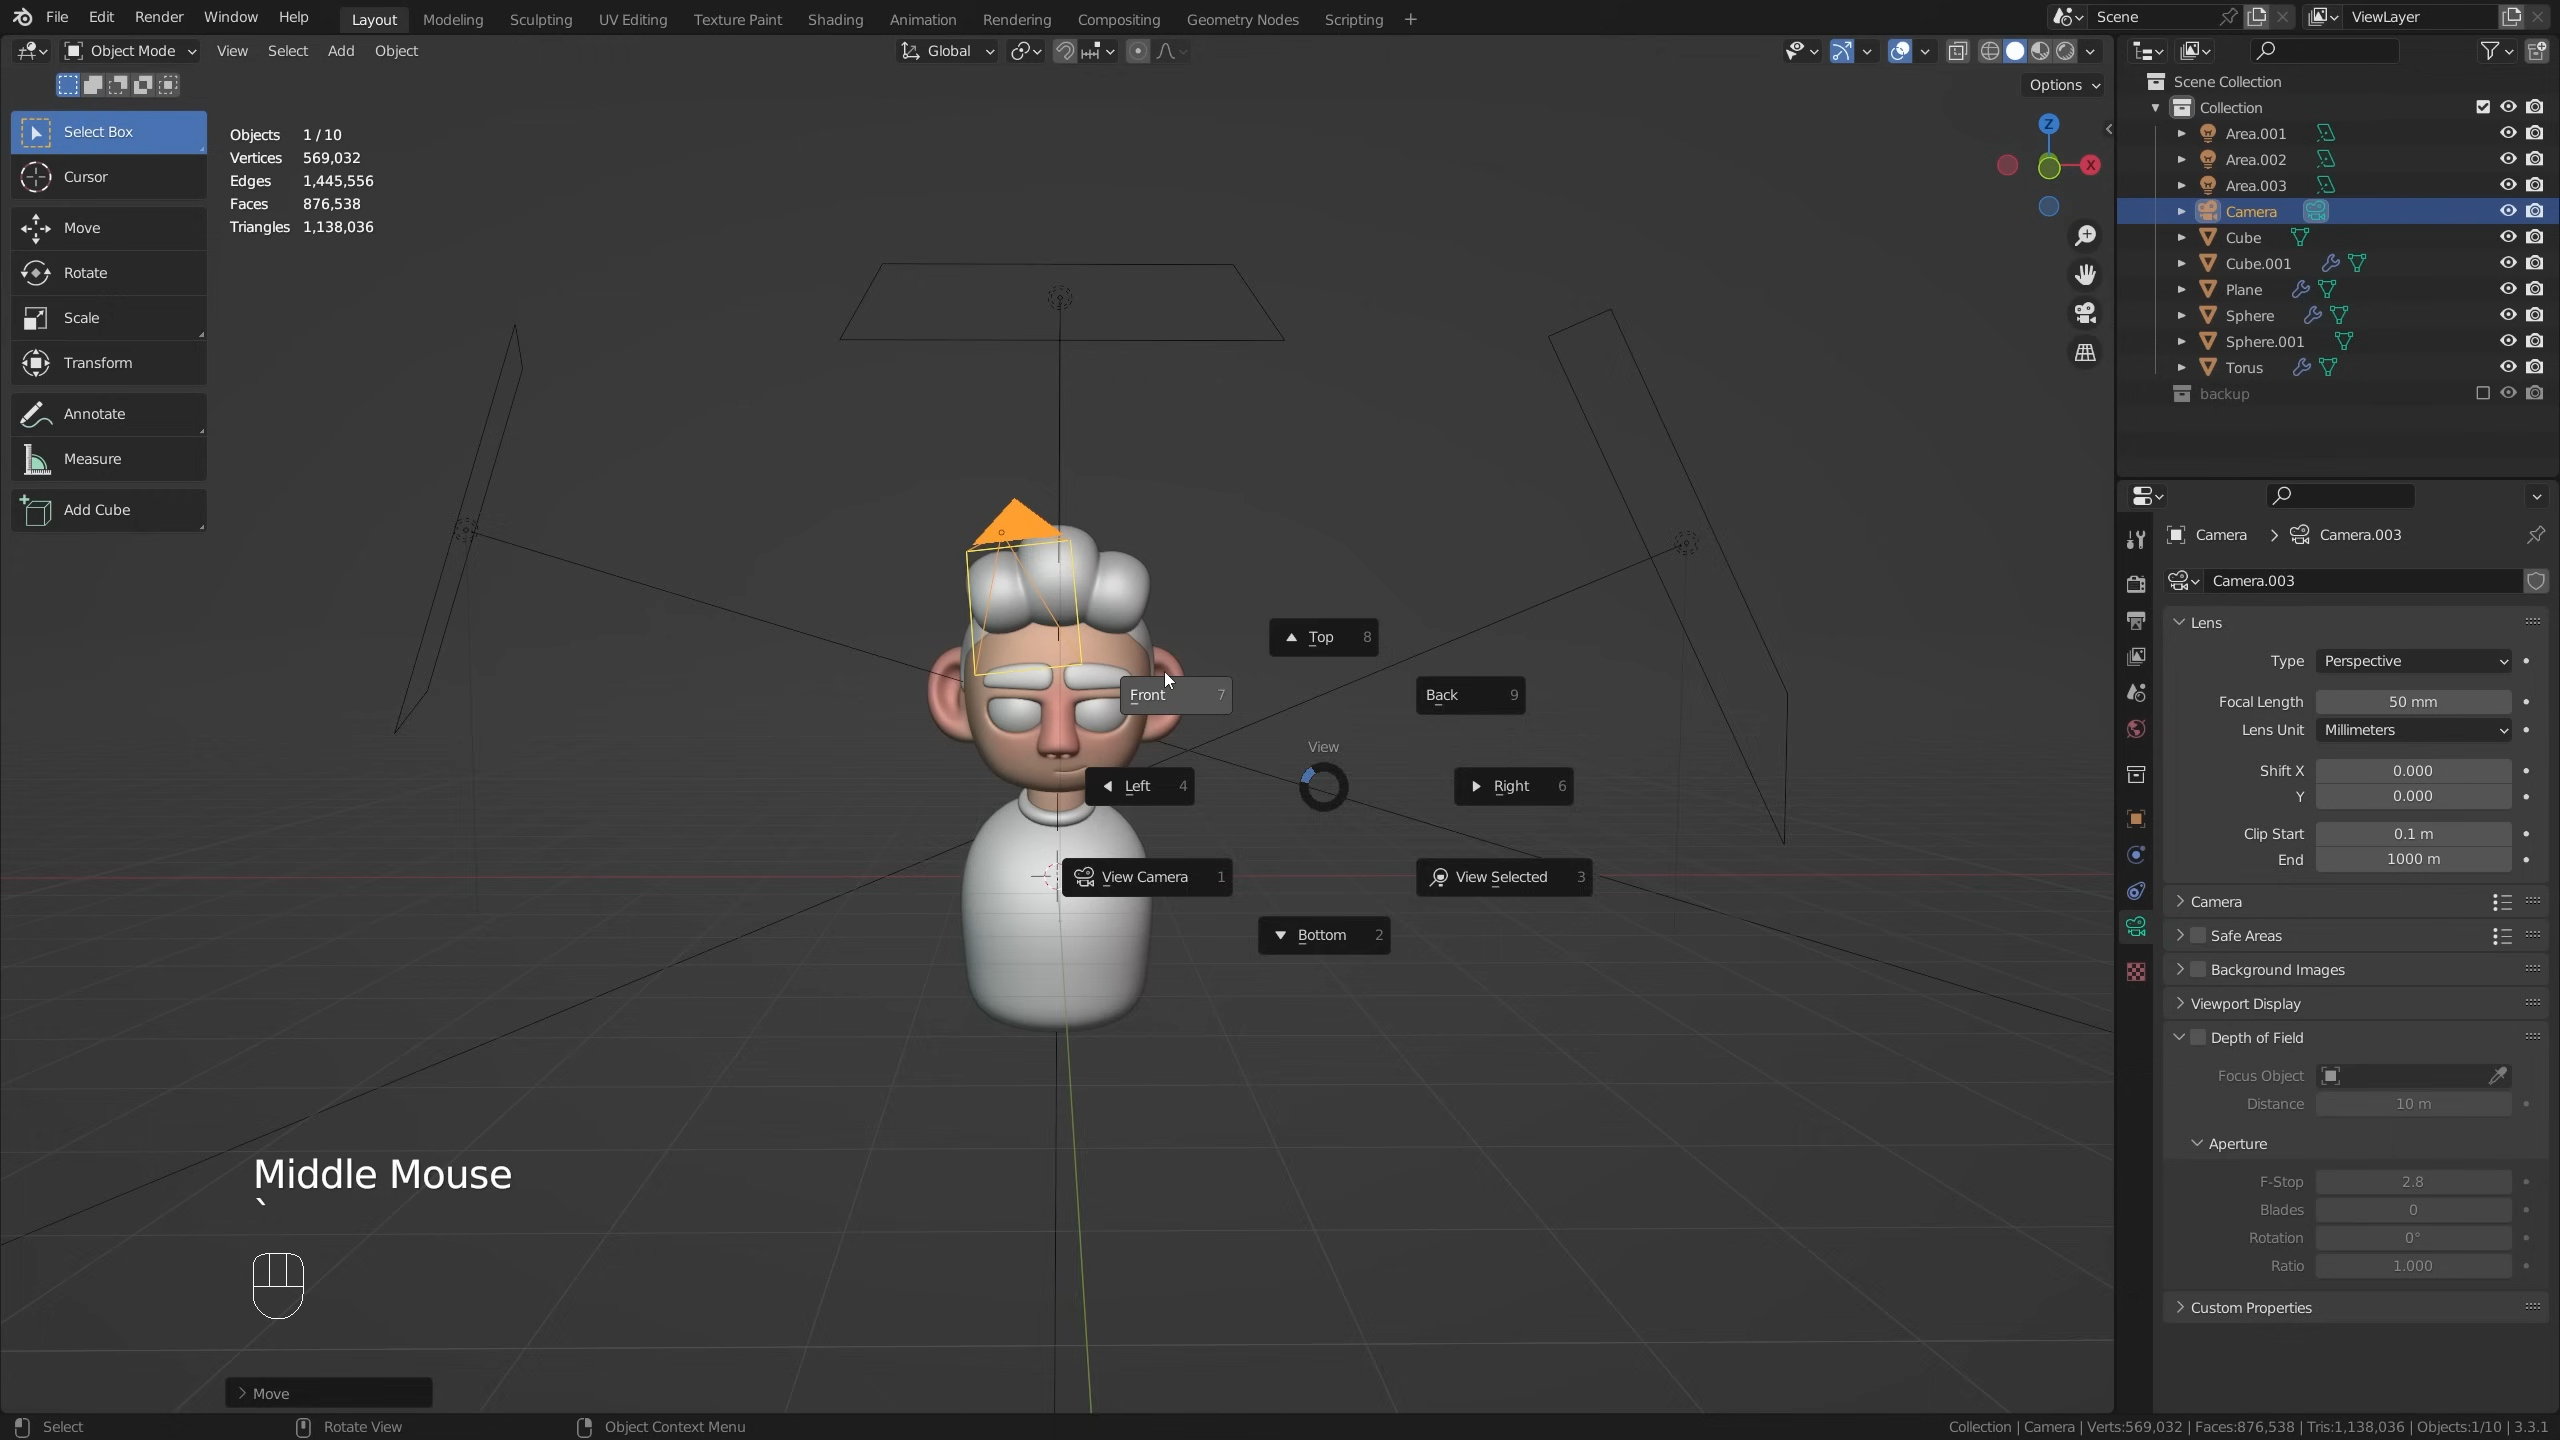 File Edit Render Window Help Layout Modeling Sculpting UV Editing Texture Paint Shading Animation Rendering Compositing Geometry Nodes Scripting + Scene ViewLayer
Object Mode View Select Add Object Global
Options
Select Box
Cursor
Move
Rotate
Scale
Transform
Annotate
Measure
Add Cube
Objects 1 / 10
Vertices 569,032
Edges 1,445,556
Faces 876,538
Triangles 1,138,036
Z
X
Top 8
Front 7
Back 9
View
Left 4
Right 6
View Camera 1
View Selected 3
Bottom 2
Middle Mouse
`
Move
Scene Collection
Collection
Area.001
Area.002
Area.003
Camera
Cube
Cube.001
Plane
Sphere
Sphere.001
Torus
backup
Camera > Camera.003
Camera.003
Lens
Type Perspective
Focal Length 50 mm
Lens Unit Millimeters
Shift X 0.000
Y 0.000
Clip Start 0.1 m
End 1000 m
Camera
Safe Areas
Background Images
Viewport Display
Depth of Field
Focus Object
Distance 10 m
Aperture
F-Stop 2.8
Blades 0
Rotation 0°
Ratio 1.000
Custom Properties
Select Rotate View Object Context Menu Collection | Camera | Verts:569,032 | Faces:876,538 | Tris:1,138,036 | Objects:1/10 | 3.3.1